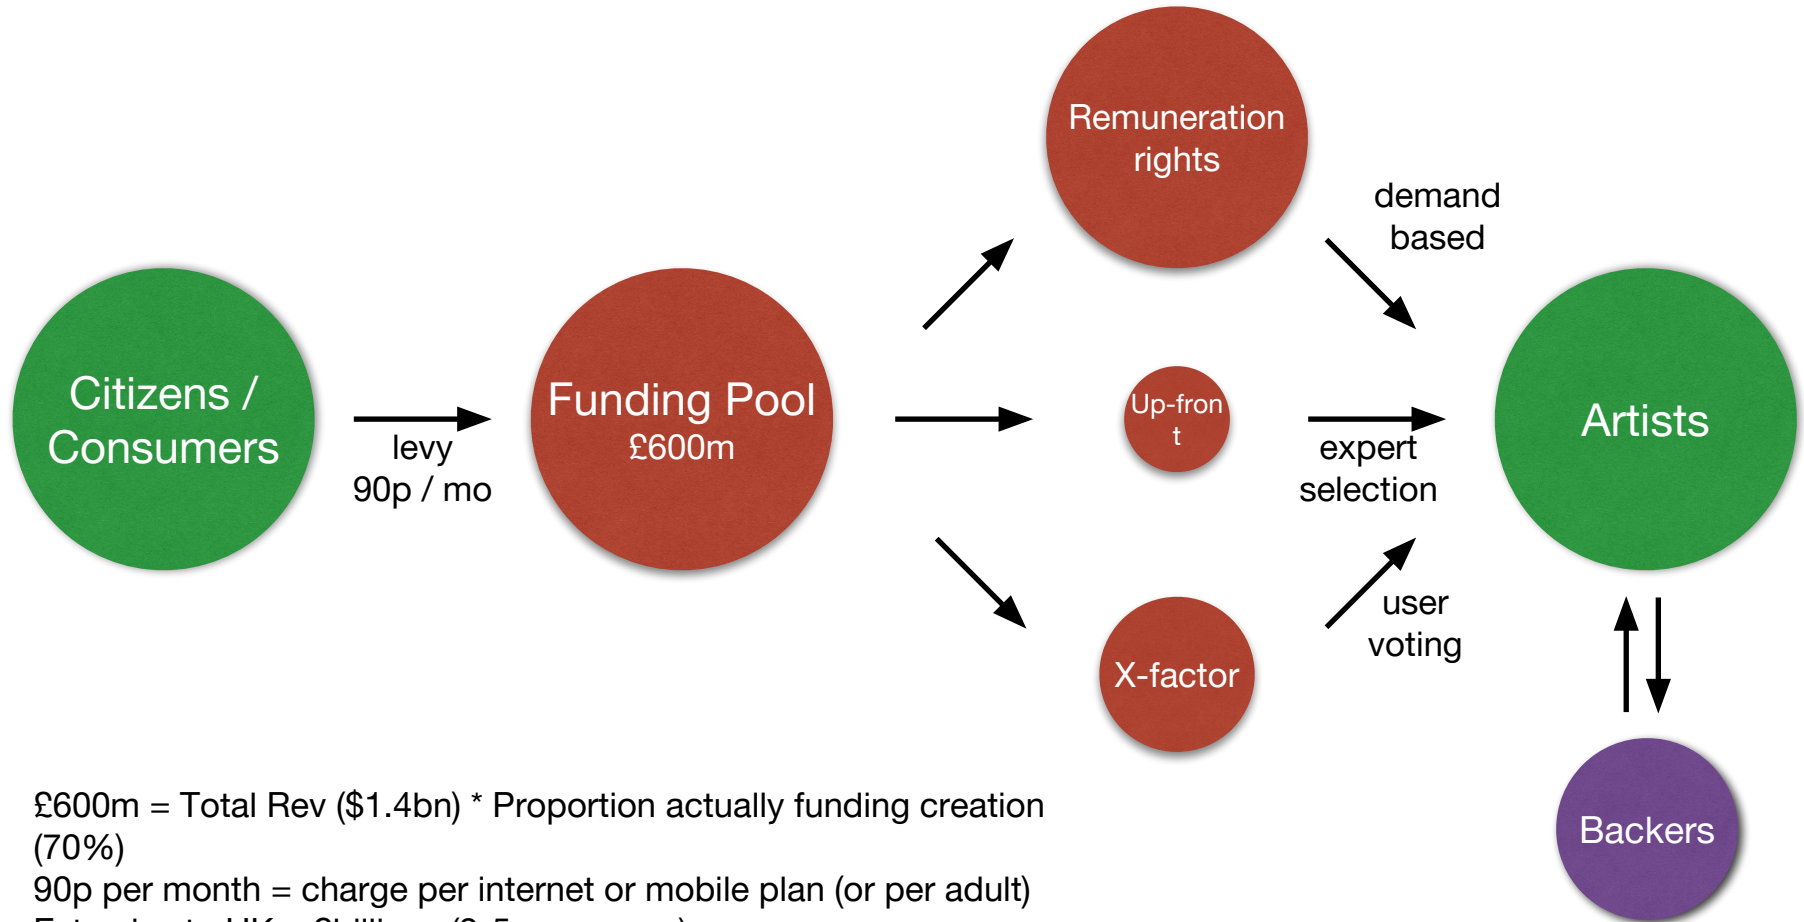 Remuneration
rights
demand
based
Citizens /
Consumers
levy
90p / mo
Funding Pool
£600m
Up-fron
t
expert
selection
Artists
X-factor
user
voting
Backers
£600m = Total Rev ($1.4bn) * Proportion actually funding creation
(70%)
90p per month = charge per internet or mobile plan (or per adult)